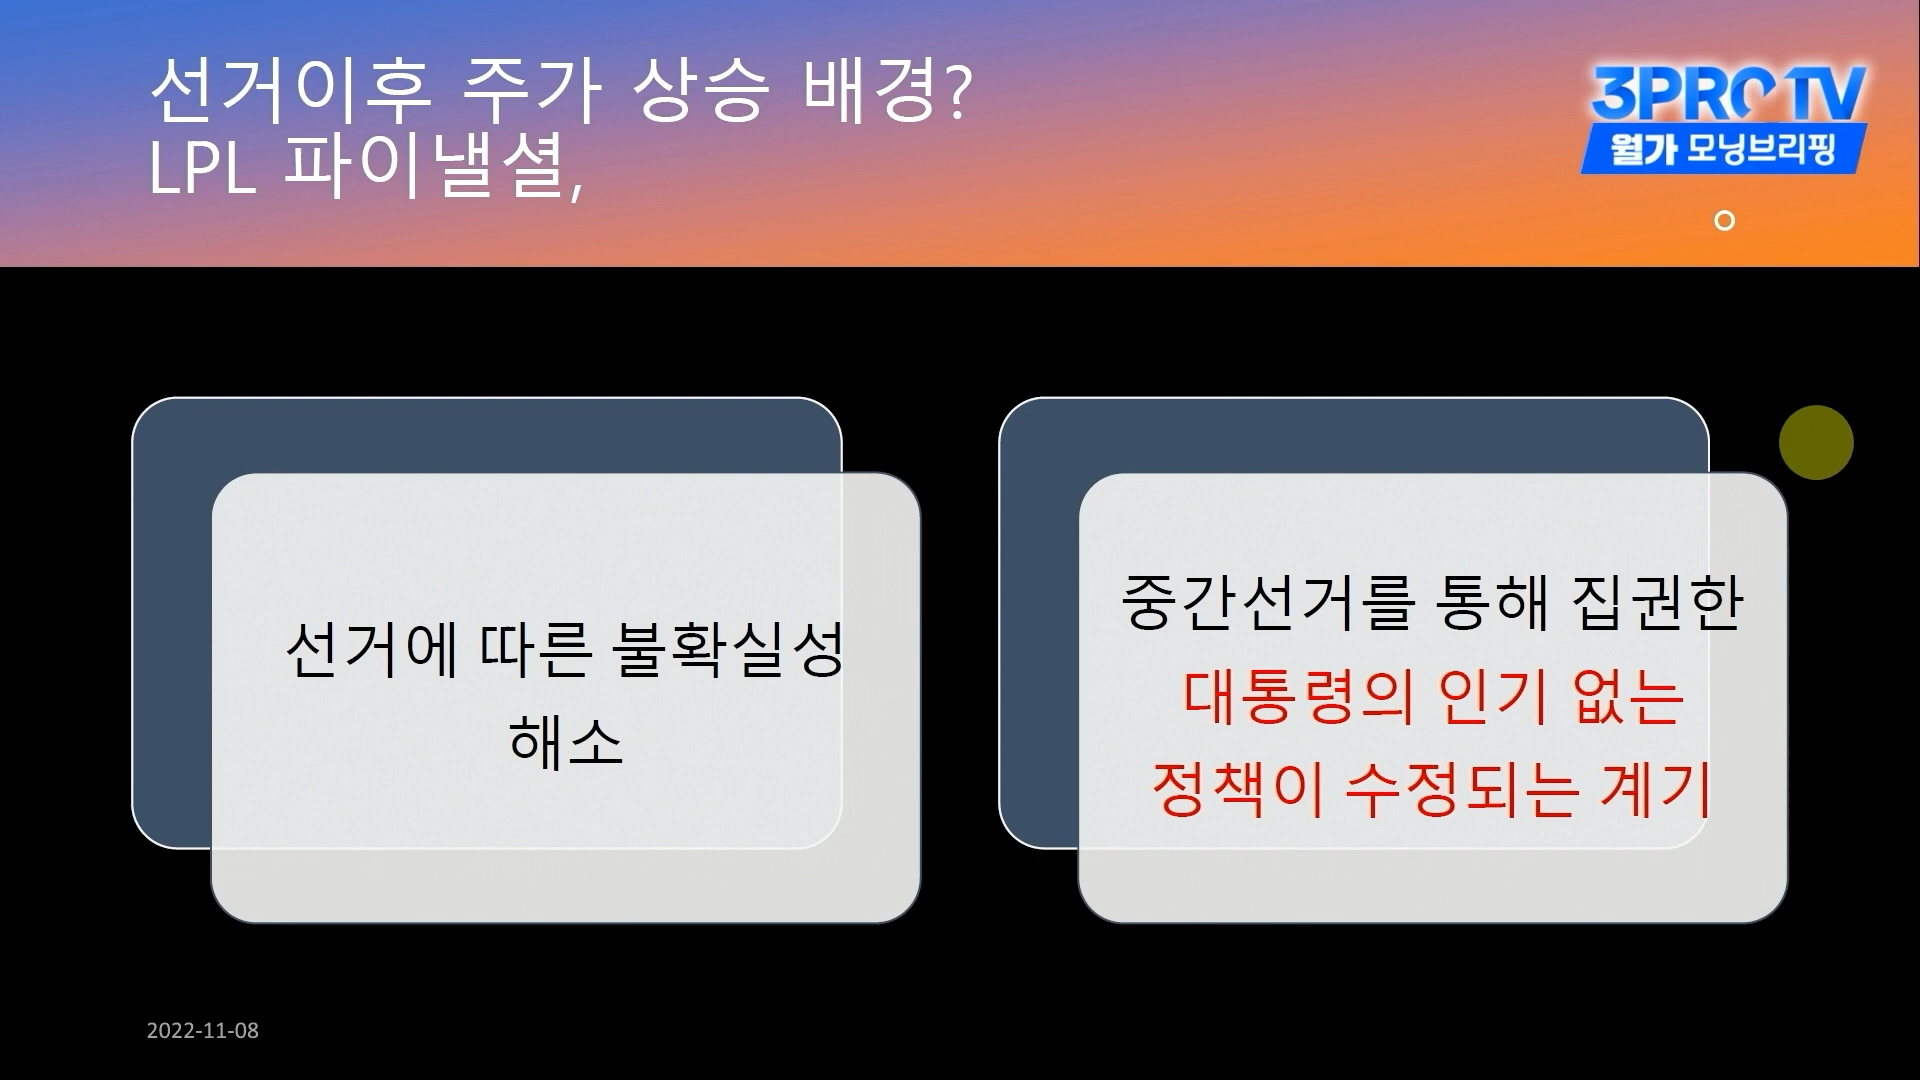 선거이후 주가 상승 배경?
LPL 파이낼셜,
3PROTV
월가 모닝브리핑
선거에 따른 불확실성
해소
중간선거를 통해 집권한
대통령의 인기 없는
정책이 수정되는 계기
2022-11-08